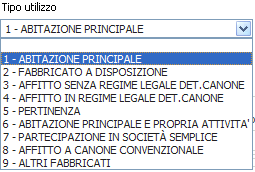 Tipo utilizzo
1 - ABITAZIONE PRINCIPALE
1 - ABITAZIONE PRINCIPALE
2 - FABBRICATO A DISPOSIZIONE
3 - AFFITTO SENZA REGIME LEGALE DET.CANONE
4 - AFFITTO IN REGIME LEGALE DET.CANONE
5 - PERTINENZA
6 - ABITAZIONE PRINCIPALE E PROPRIA ATTIVITA'
7 - PARTECIPAZIONE IN SOCIETÀ SEMPLICE
8 - AFFITTO A CANONE CONVENZIONALE
9 - ALTRI FABBRICATI